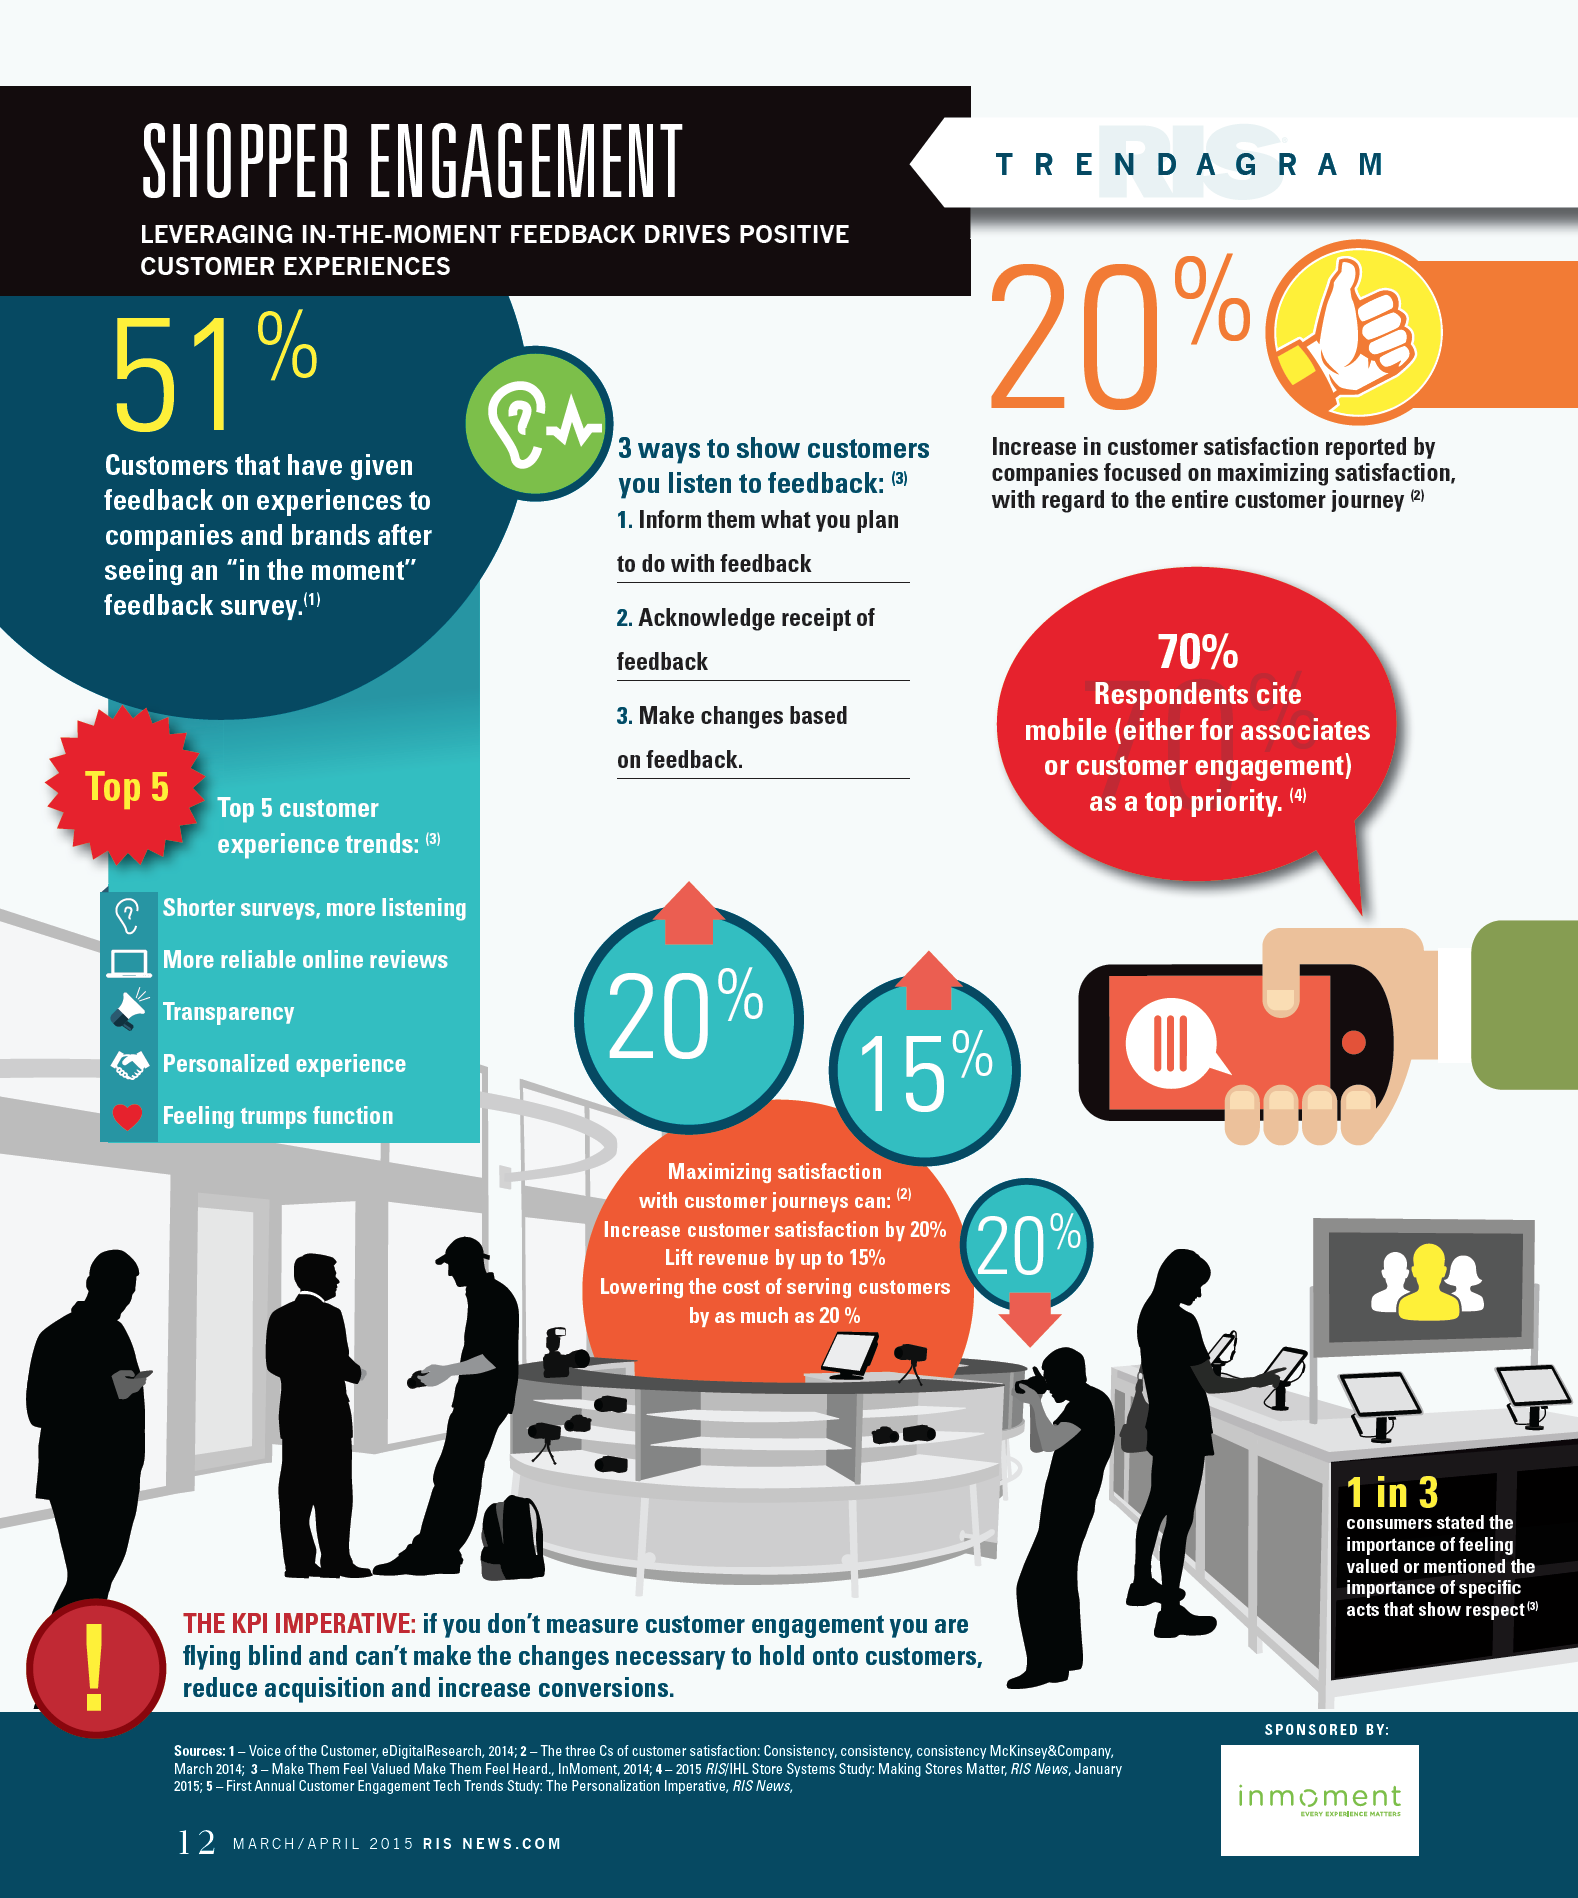 SHOPPER ENGAGEMENT
LEVERAGING IN-THE-MOMENT FEEDBACK DRIVES POSITIVE
CUSTOMER EXPERIENCES
RIS
TRENDAGRAM
51%
Customers that have given
feedback on experiences to
companies and brands after
seeing an “in the moment”
feedback survey.(1)
3 ways to show customers
you listen to feedback: (3)
1. Inform them what you plan
to do with feedback
2. Acknowledge receipt of
feedback
3. Make changes based
on feedback.
20%
Increase in customer satisfaction reported by
companies focused on maximizing satisfaction,
with regard to the entire customer journey (2)
70%
70%
Respondents cite
mobile (either for associates
or customer engagement)
as a top priority. (4)
Top 5
Top 5 customer
experience trends: (3)
Shorter surveys, more listening
More reliable online reviews
Transparency
Personalized experience
Feeling trumps function
20%
15%
20%
Maximizing satisfaction
with customer journeys can: (2)
Increase customer satisfaction by 20%
Lift revenue by up to 15%
Lowering the cost of serving customers
by as much as 20 %
1 in 3
consumers stated the
importance of feeling
valued or mentioned the
importance of specific
acts that show respect (3)
!
THE KPI IMPERATIVE: if you don’t measure customer engagement you are
flying blind and can’t make the changes necessary to hold onto customers,
reduce acquisition and increase conversions.
Sources: 1 – Voice of the Customer, eDigitalResearch, 2014; 2 – The three Cs of customer satisfaction: Consistency, consistency, consistency McKinsey&Company,
March 2014; 3 – Make Them Feel Valued Make Them Feel Heard., InMoment, 2014; 4 – 2015 RIS/IHL Store Systems Study: Making Stores Matter, RIS News, January
2015; 5 – First Annual Customer Engagement Tech Trends Study: The Personalization Imperative, RIS News,
SPONSORED BY:
inmoment
EVERY EXPERIENCE MATTERS
12 MARCH/APRIL 2015 RIS NEWS.COM